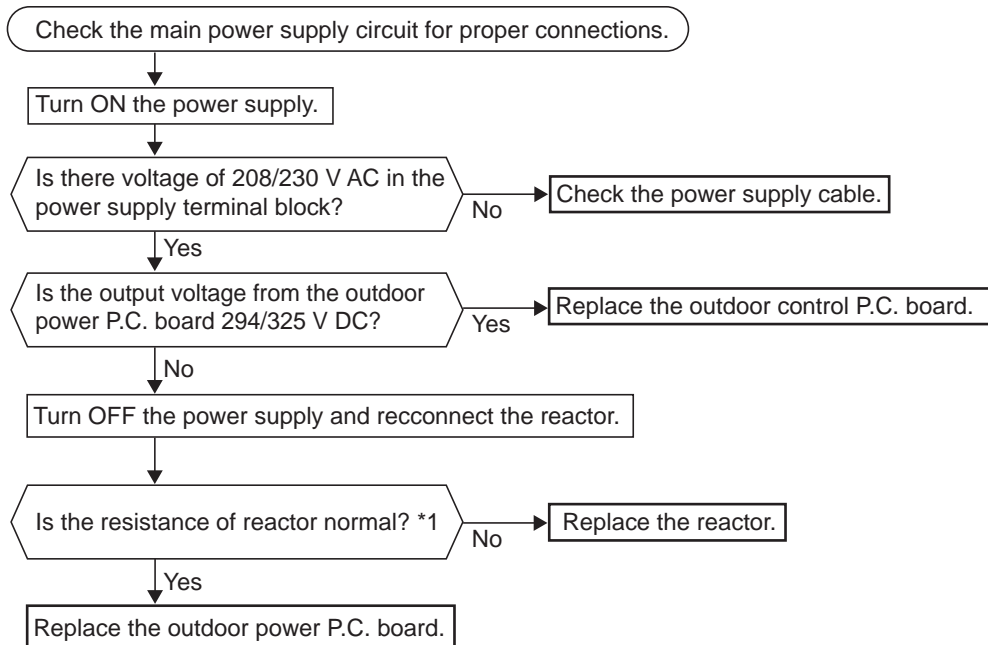 Check the main power supply circuit for proper connections.
Turn ON the power supply.
Is there voltage of 208/230 V AC in the
power supply terminal block?
No
Check the power supply cable.
Yes
Is the output voltage from the outdoor
power P.C. board 294/325 V DC?
Yes
Replace the outdoor control P.C. board.
No
Turn OFF the power supply and recconnect the reactor.
Is the resistance of reactor normal? *1
No
Replace the reactor.
Yes
Replace the outdoor power P.C. board.